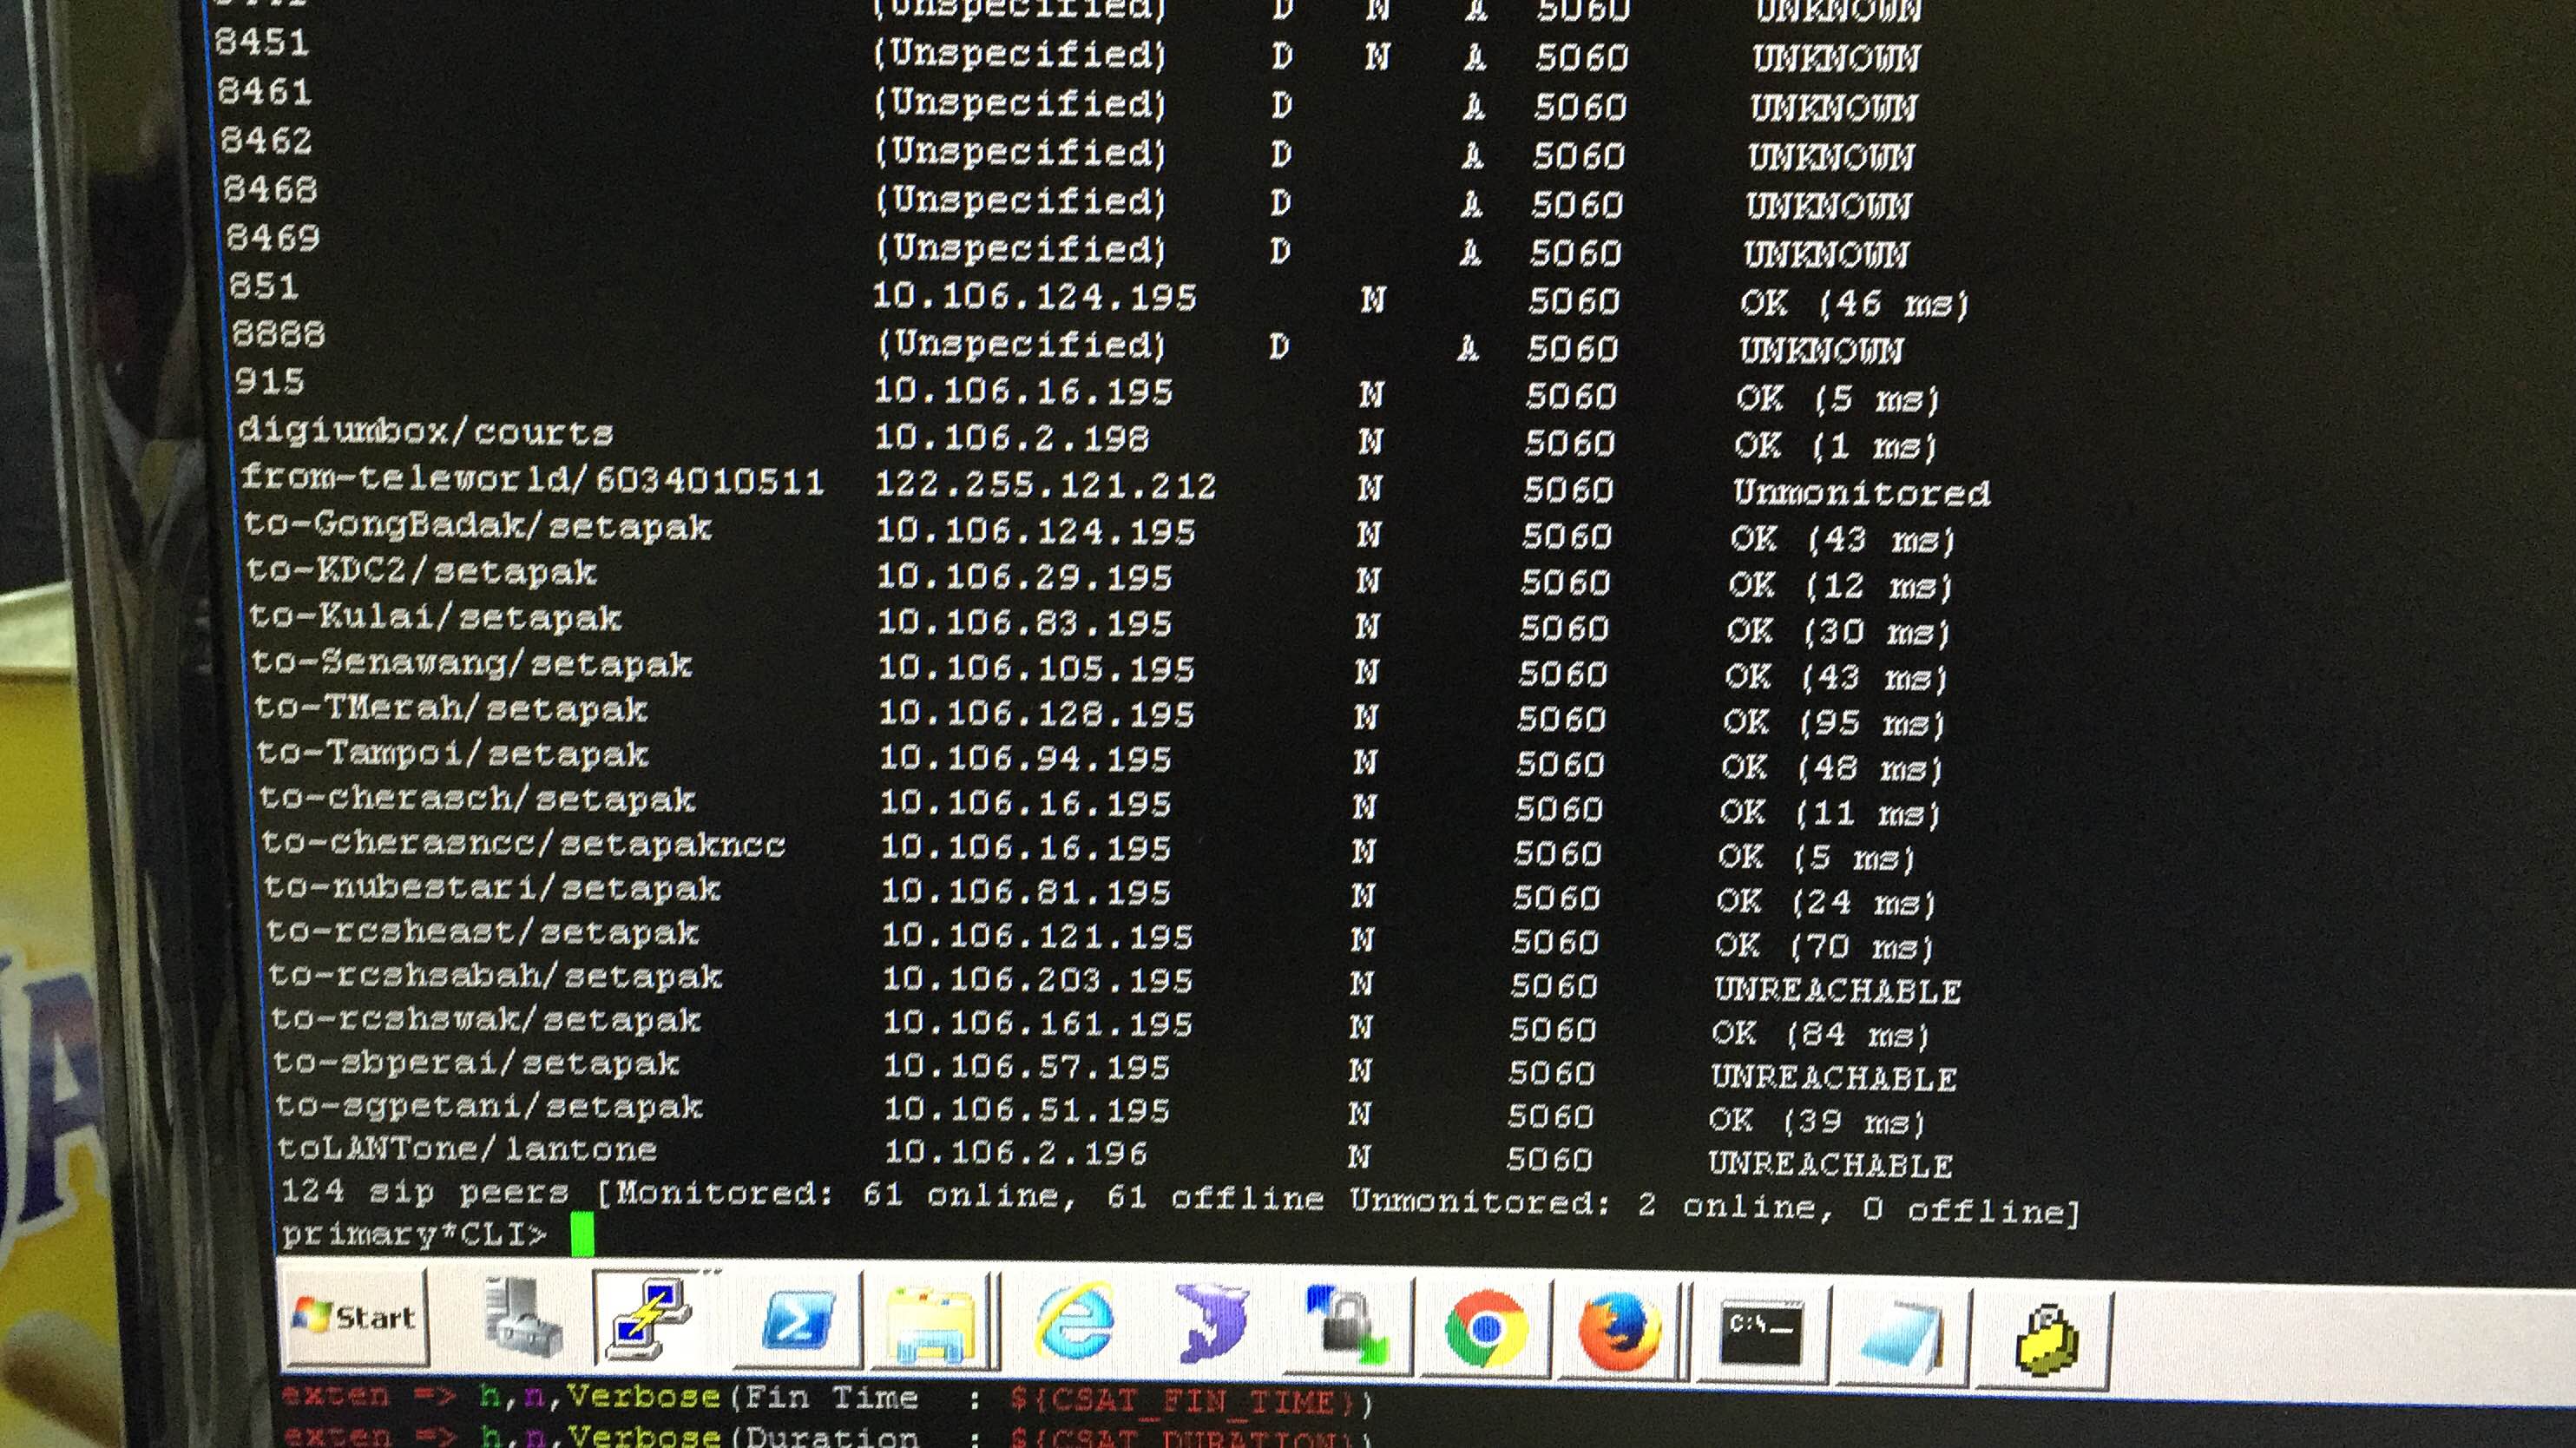 (Unspecified) D N A 5060 UNKNOWN
8451 (Unspecified) D N A 5060 UNKNOWN
8461 (Unspecified) D A 5060 UNKNOWN
8462 (Unspecified) D A 5060 UNKNOWN
8468 (Unspecified) D A 5060 UNKNOWN
8469 (Unspecified) D A 5060 UNKNOWN
851 10.106.124.195 N 5060 OK (46 ms)
8888 (Unspecified) D A 5060 UNKNOWN
915 10.106.16.195 N 5060 OK (5 ms)
digiumbox/courts 10.106.2.198 N 5060 OK (1 ms)
from-teleworld/6034010511 122.255.121.212 N 5060 Unmonitored
to-GongBadak/setapak 10.106.124.195 N 5060 OK (43 ms)
to-KDC2/setapak 10.106.29.195 N 5060 OK (12 ms)
to-Kulai/setapak 10.106.83.195 N 5060 OK (30 ms)
to-Senawang/setapak 10.106.105.195 N 5060 OK (43 ms)
to-TMerah/setapak 10.106.128.195 N 5060 OK (95 ms)
to-Tampoi/setapak 10.106.94.195 N 5060 OK (48 ms)
to-cherasch/setapak 10.106.16.195 N 5060 OK (11 ms)
to-cherasncc/setapakncc 10.106.16.195 N 5060 OK (5 ms)
to-nubestari/setapak 10.106.81.195 N 5060 OK (24 ms)
to-rcsheast/setapak 10.106.121.195 N 5060 OK (70 ms)
to-rcshsabah/setapak 10.106.203.195 N 5060 UNREACHABLE
to-rcshswak/setapak 10.106.161.195 N 5060 OK (84 ms)
to-sbperai/setapak 10.106.57.195 N 5060 UNREACHABLE
to-sgpetani/setapak 10.106.51.195 N 5060 OK (39 ms)
toLANTone/lantone 10.106.2.196 N 5060 UNREACHABLE
124 sip peers [Monitored: 61 online, 61 offline Unmonitored: 2 online, 0 offline]
primary*CLI>
Start
C:\_
exten => h,n,Verbose(Fin Time : ${CSAT_FIN_TIME})
exten => h,n,Verbose(Duration : ${CSAT_DURATION})